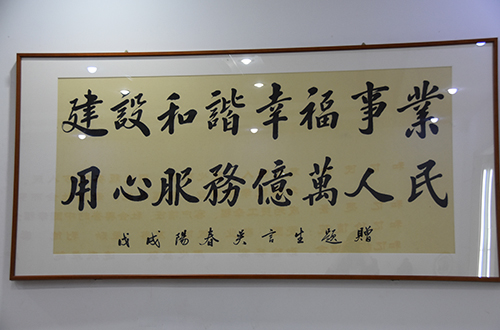 建設和諧幸福事業
用心服務億萬人民
戊戌陽春吴言生題贈